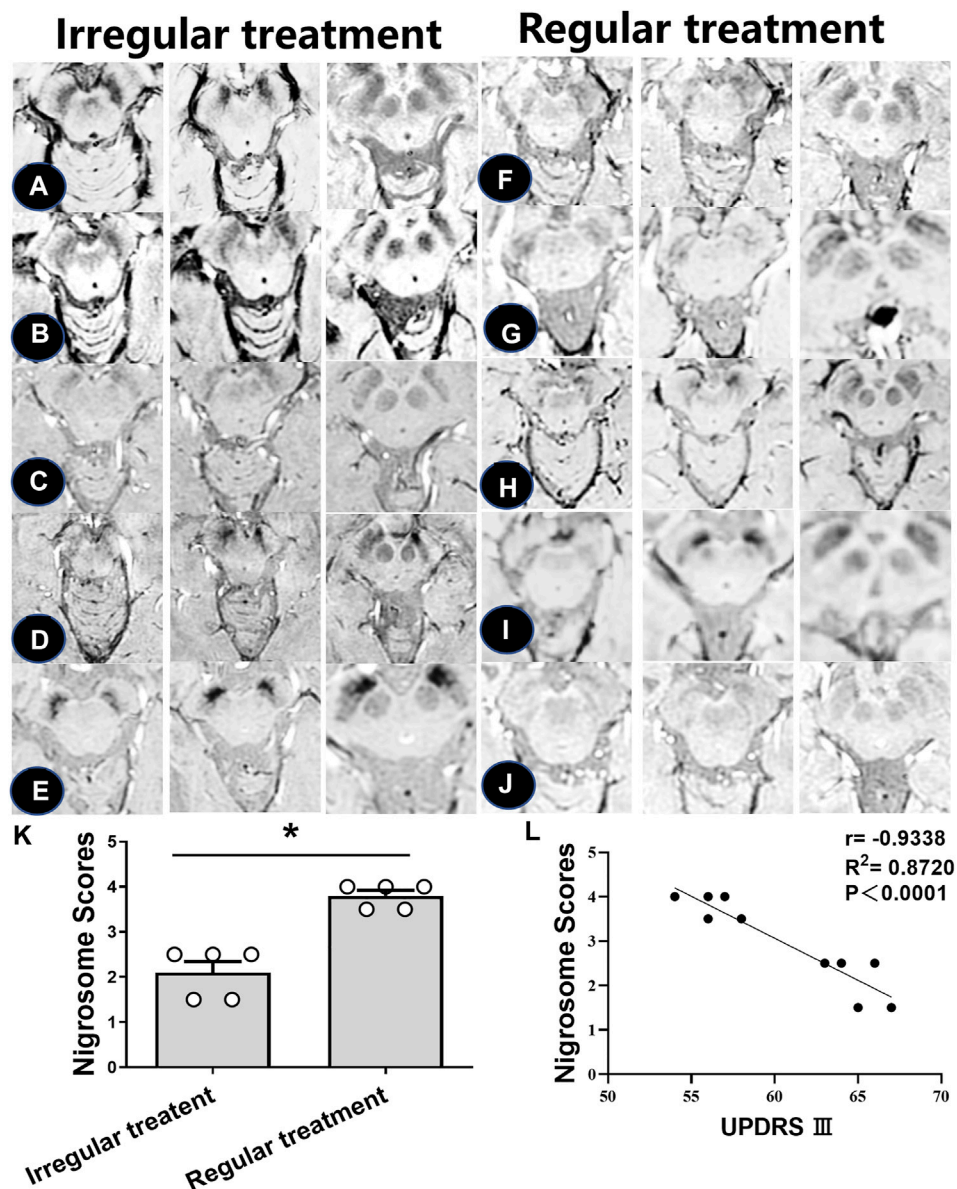 Irregular treatment
Regular treatment
A
F
B
G
C
H
D
I
E
J
K
*
Nigrosome Scores
5
4
3
2
1
0
Irregular treatent
Regular treatment
L
r= -0.9338
R²= 0.8720
P＜0.0001
Nigrosome Scores
5
4
3
2
1
0
50
55
60
65
70
UPDRS Ⅲ